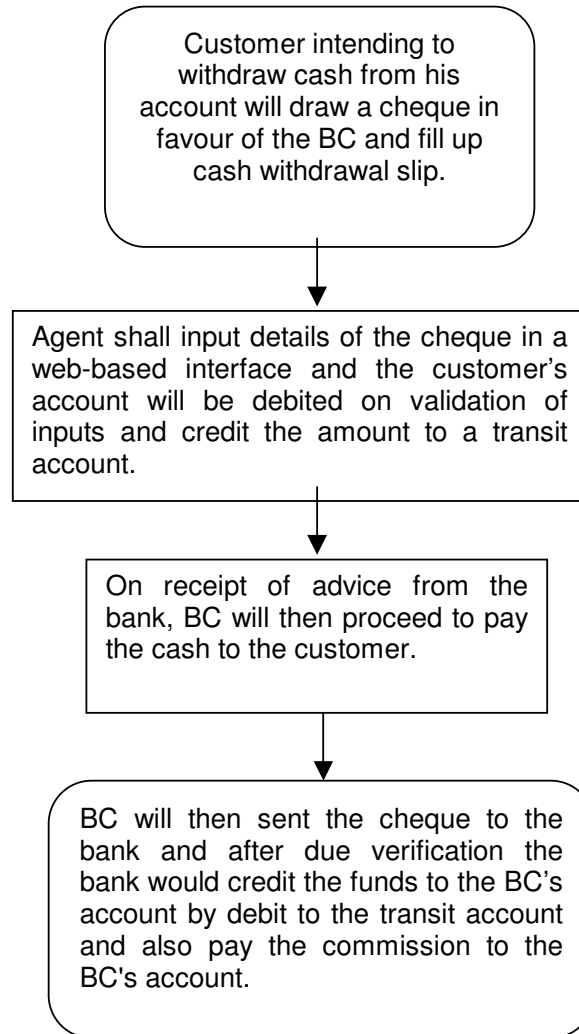 Customer intending to
withdraw cash from his
account will draw a cheque in
favour of the BC and fill up
cash withdrawal slip.
Agent shall input details of the cheque in a
web-based interface and the customer’s
account will be debited on validation of
inputs and credit the amount to a transit
account.
On receipt of advice from the
bank, BC will then proceed to pay
the cash to the customer.
BC will then sent the cheque to the
bank and after due verification the
bank would credit the funds to the BC’s
account by debit to the transit account
and also pay the commission to the
BC's account.